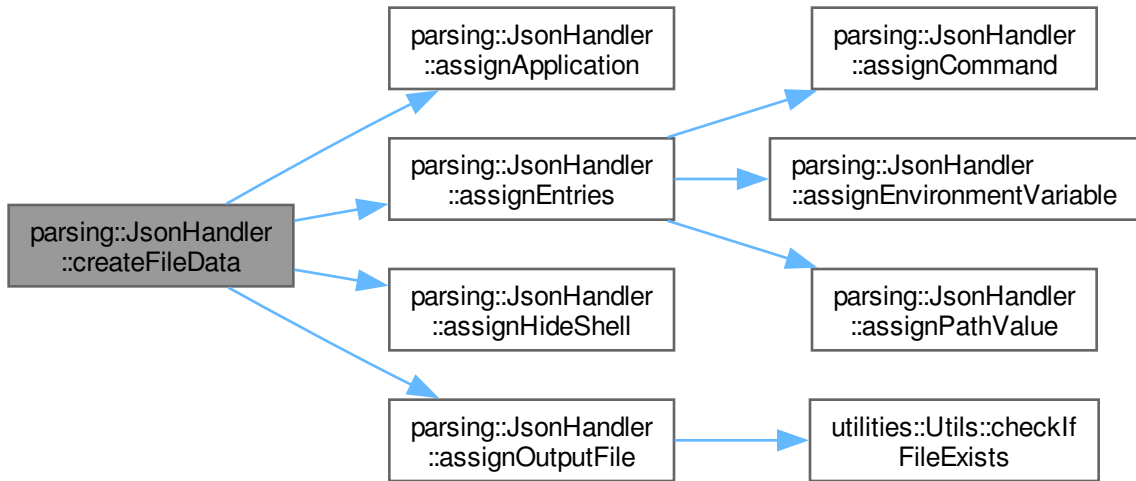 parsing::JsonHandler
::createFileData
parsing::JsonHandler
::assignApplication
parsing::JsonHandler
::assignEntries
parsing::JsonHandler
::assignHideShell
parsing::JsonHandler
::assignOutputFile
parsing::JsonHandler
::assignCommand
parsing::JsonHandler
::assignEnvironmentVariable
parsing::JsonHandler
::assignPathValue
utilities::Utils::checkIf
FileExists